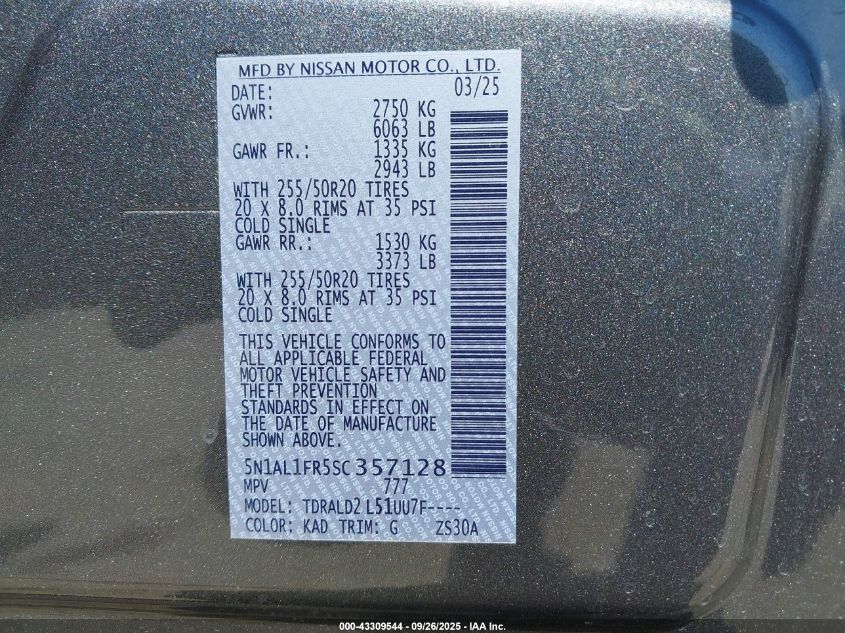 MFD BY NISSAN MOTOR CO., LTD.
DATE: 03/25
GVWR: 2750 KG
6063 LB
GAWR FR.: 1335 KG
2943 LB
WITH 255/50R20 TIRES
20 X 8.0 RIMS AT 35 PSI
COLD SINGLE
GAWR RR.: 1530 KG
3373 LB
WITH 255/50R20 TIRES
20 X 8.0 RIMS AT 35 PSI
COLD SINGLE
THIS VEHICLE CONFORMS TO
ALL APPLICABLE FEDERAL
MOTOR VEHICLE SAFETY AND
THEFT PREVENTION
STANDARDS IN EFFECT ON
THE DATE OF MANUFACTURE
SHOWN ABOVE.
5N1AL1FR5SC 357128
MPV 777
MODEL: TDRALD2 L51UU7F----
COLOR: KAD TRIM: G ZS30A
000-43309544 - 09/26/2025 - IAA Inc.